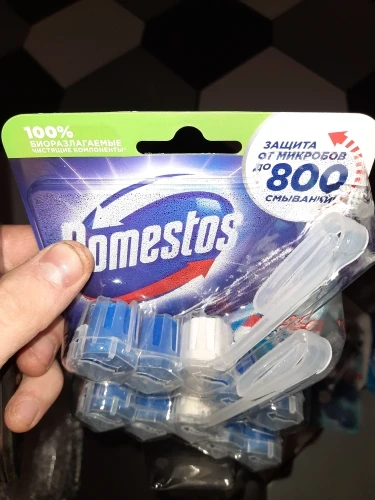 100%
БИОРАЗЛАГАЕМЫЕ
ЧИСТЯЩИЕ КОМПОНЕНТЫ*
ЗАЩИТА
ОТ МИКРОБОВ
ДО 800
СМЫВАНИЙ
Domestos